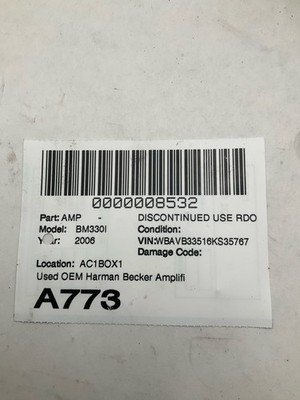 0000008532
Part: AMP - DISCONTINUED USE RDO
Model: BM330I Condition:
Year: 2006 VIN:WBAVB33516KS35767
Damage Code:
Location: AC1BOX1
Used OEM Harman Becker Amplifi
A773